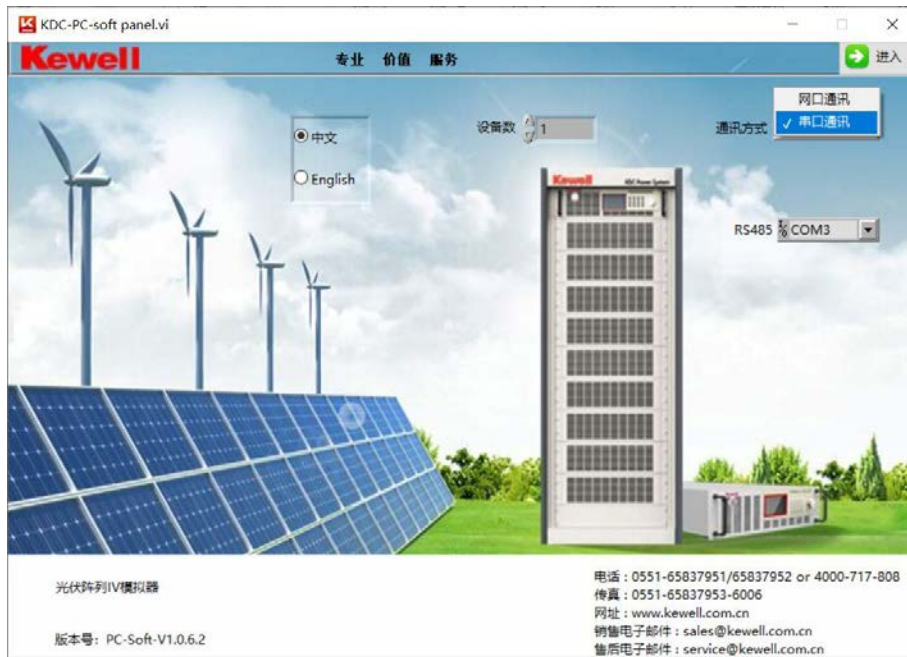 KDC-PC-soft panel.vi
Kewell
专业 价值 服务
进入
中文
English
设备数 1
通讯方式
网口通讯
✓ 串口通讯
RS485 COM3
Kewell KDC Power System
Kewell
光伏阵列IV模拟器
版本号: PC-Soft-V1.0.6.2
电话:0551-65837951/65837952 or 4000-717-808
传真:0551-65837953-6006
网址:www.kewell.com.cn
销售电子邮件:sales@kewell.com.cn
售后电子邮件:service@kewell.com.cn